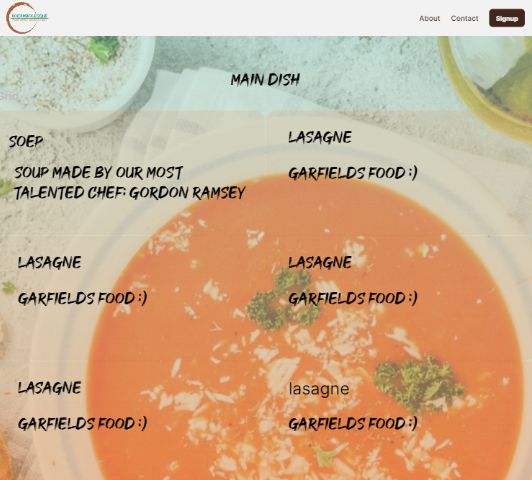 About Contact Signup
MAIN DISH
SOEP
SOUP MADE BY OUR MOST
TALENTED CHEF: GORDON RAMSEY
LASAGNE
GARFIELDS FOOD :)
LASAGNE
GARFIELDS FOOD :)
LASAGNE
GARFIELDS FOOD :)
LASAGNE
GARFIELDS FOOD :)
lasagne
GARFIELDS FOOD :)